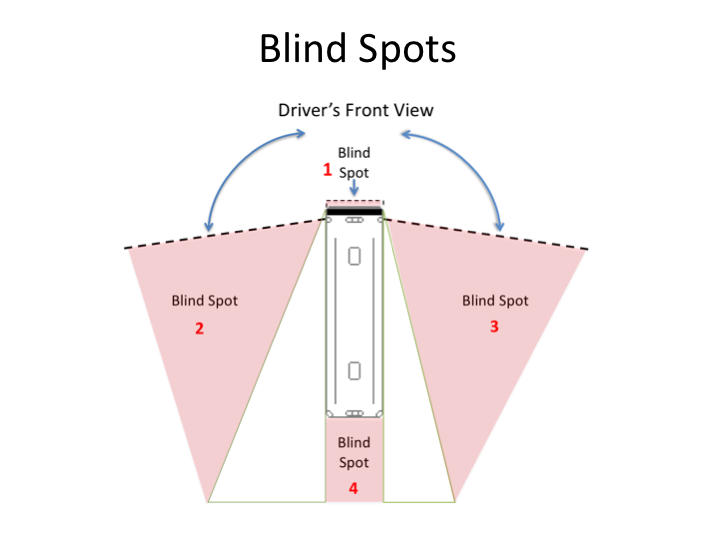 Blind Spots
Driver’s Front View
Blind
1 Spot
Blind Spot
2
Blind Spot
3
Blind
Spot
4